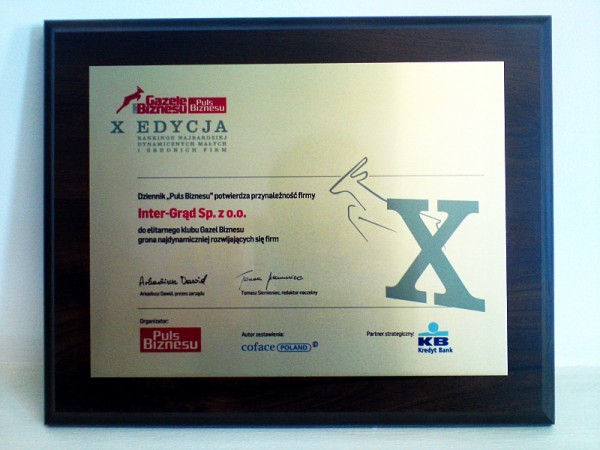 Gazele Biznesu
Puls Biznesu
X EDYCJA
RANKINGU NAJBARDZIEJ
DYNAMICZNYCH MAŁYCH
I ŚREDNICH FIRM
Dziennik „Puls Biznesu” potwierdza przynależność firmy
Inter-Grąd Sp. z o.o.
do elitarnego klubu Gazel Biznesu
grona najdynamiczniej rozwijających się firm
X
Arkadiusz Dawid, prezes zarządu
Tomasz Siemieniec, redaktor naczelny
Organizator:
Puls Biznesu
Autor zestawienia:
coface POLAND
Partner strategiczny:
KB
Kredyt Bank